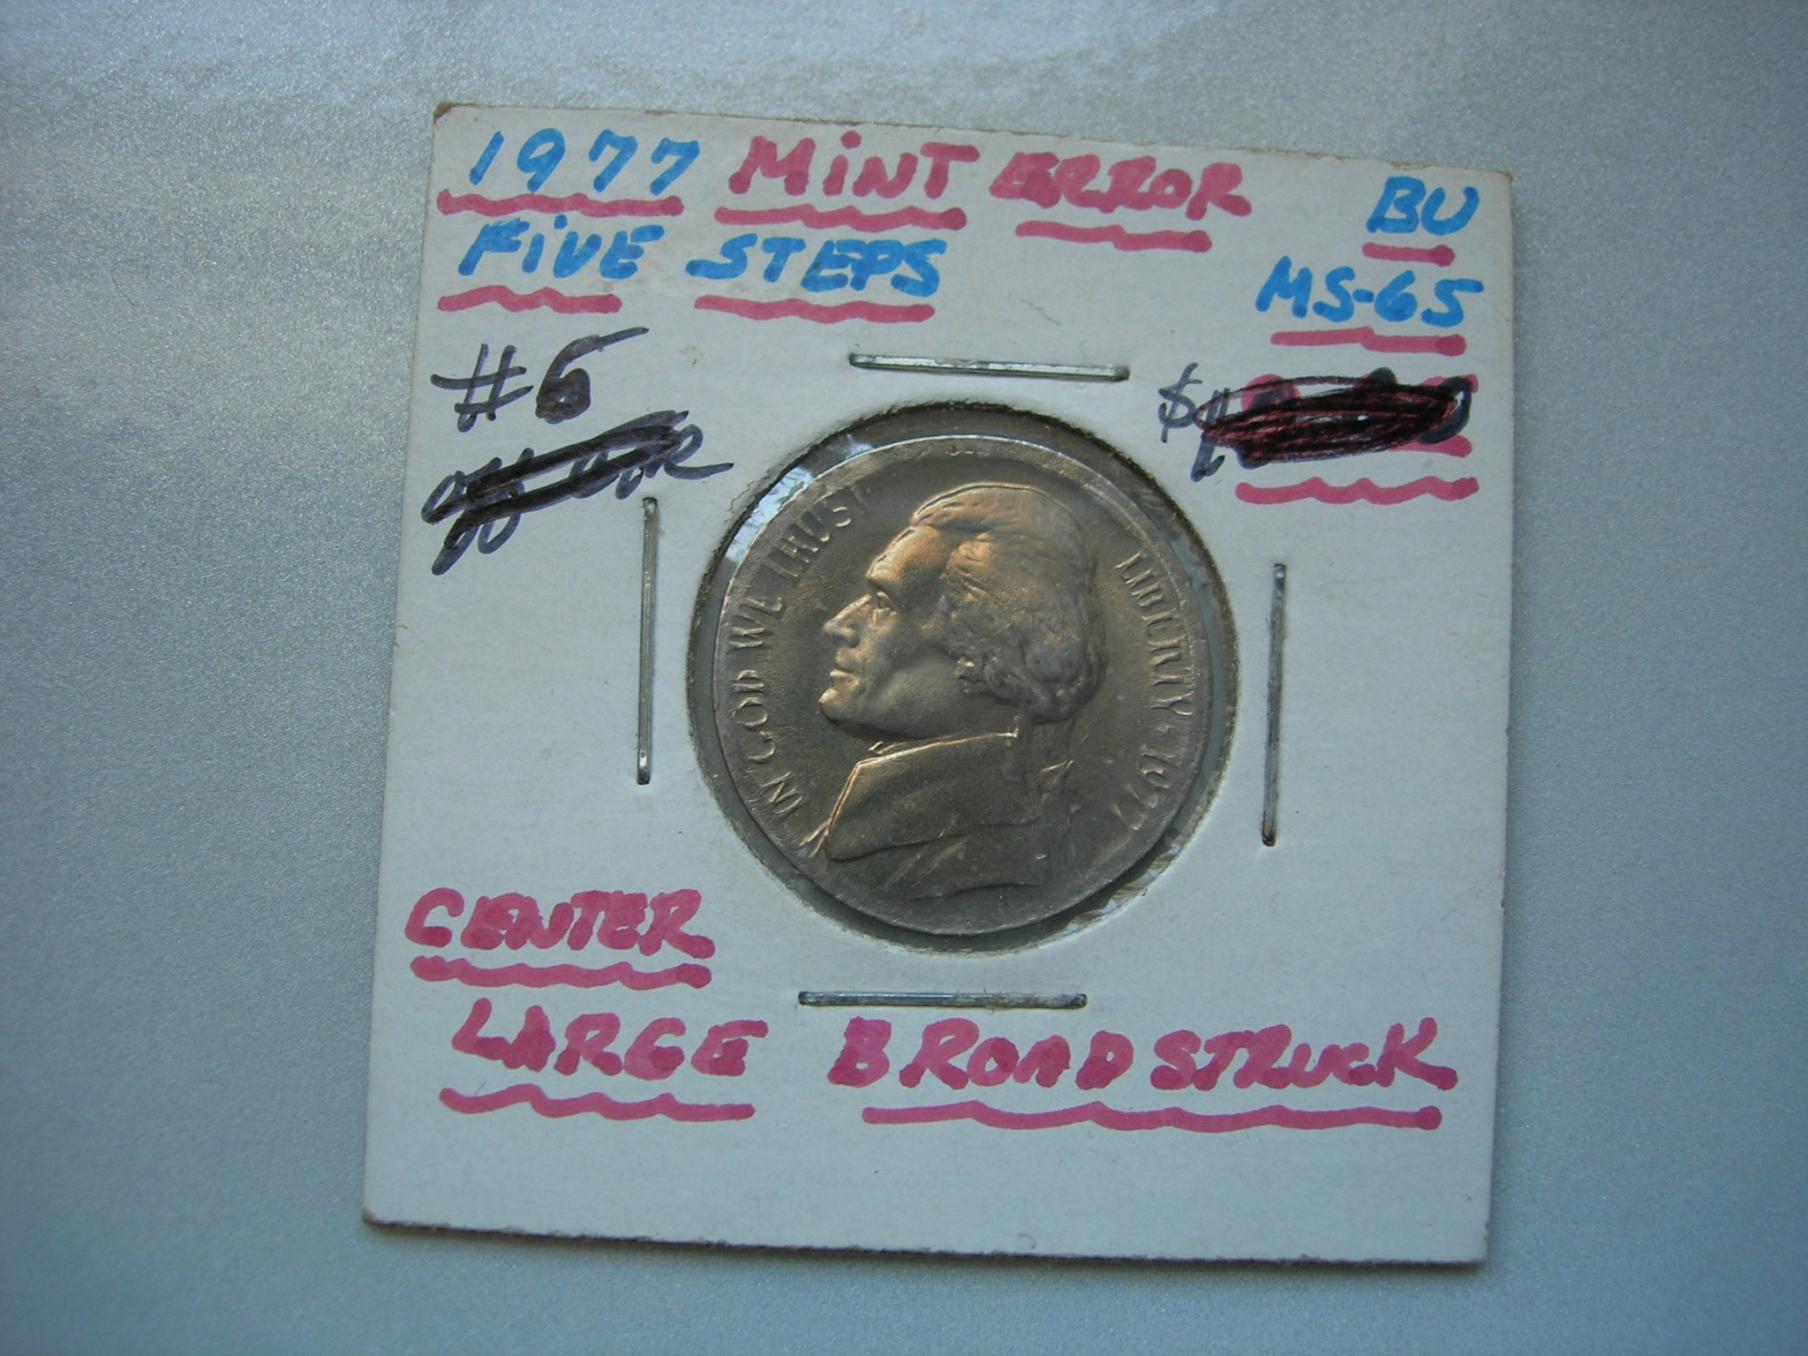 1977 MINT ERROR BU
FIVE STEPS MS-65
#6
$
IN GOD WE TRUST
LIBERTY 1977
CENTER
LARGE BROADSTRUCK